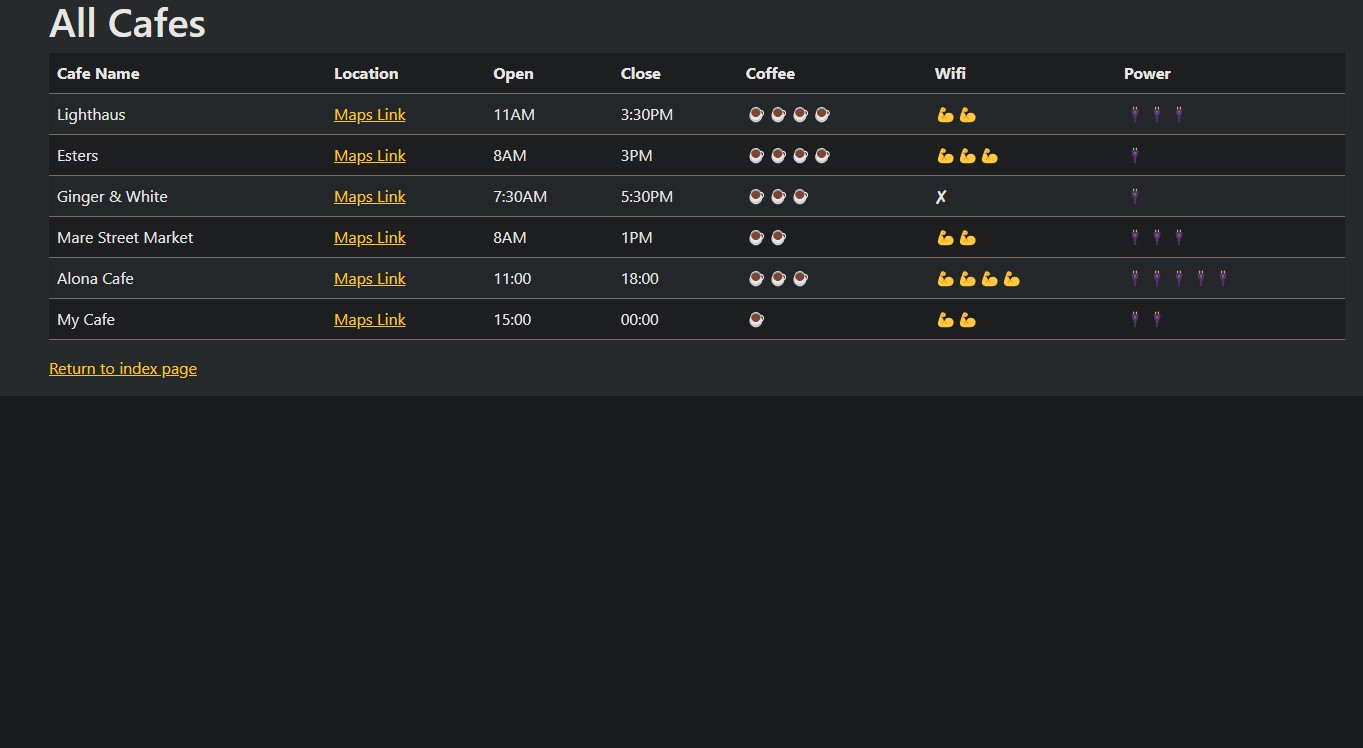 All Cafes
Cafe Name Location Open Close Coffee Wifi Power
Lighthaus Maps Link 11AM 3:30PM ☕☕☕☕ 💪💪 🔌🔌🔌
Esters Maps Link 8AM 3PM ☕☕☕☕ 💪💪💪 🔌
Ginger & White Maps Link 7:30AM 5:30PM ☕☕☕ ✘ 🔌
Mare Street Market Maps Link 8AM 1PM ☕☕ 💪💪 🔌🔌🔌
Alona Cafe Maps Link 11:00 18:00 ☕☕☕ 💪💪💪💪 🔌🔌🔌🔌🔌
My Cafe Maps Link 15:00 00:00 ☕ 💪💪 🔌🔌
Return to index page